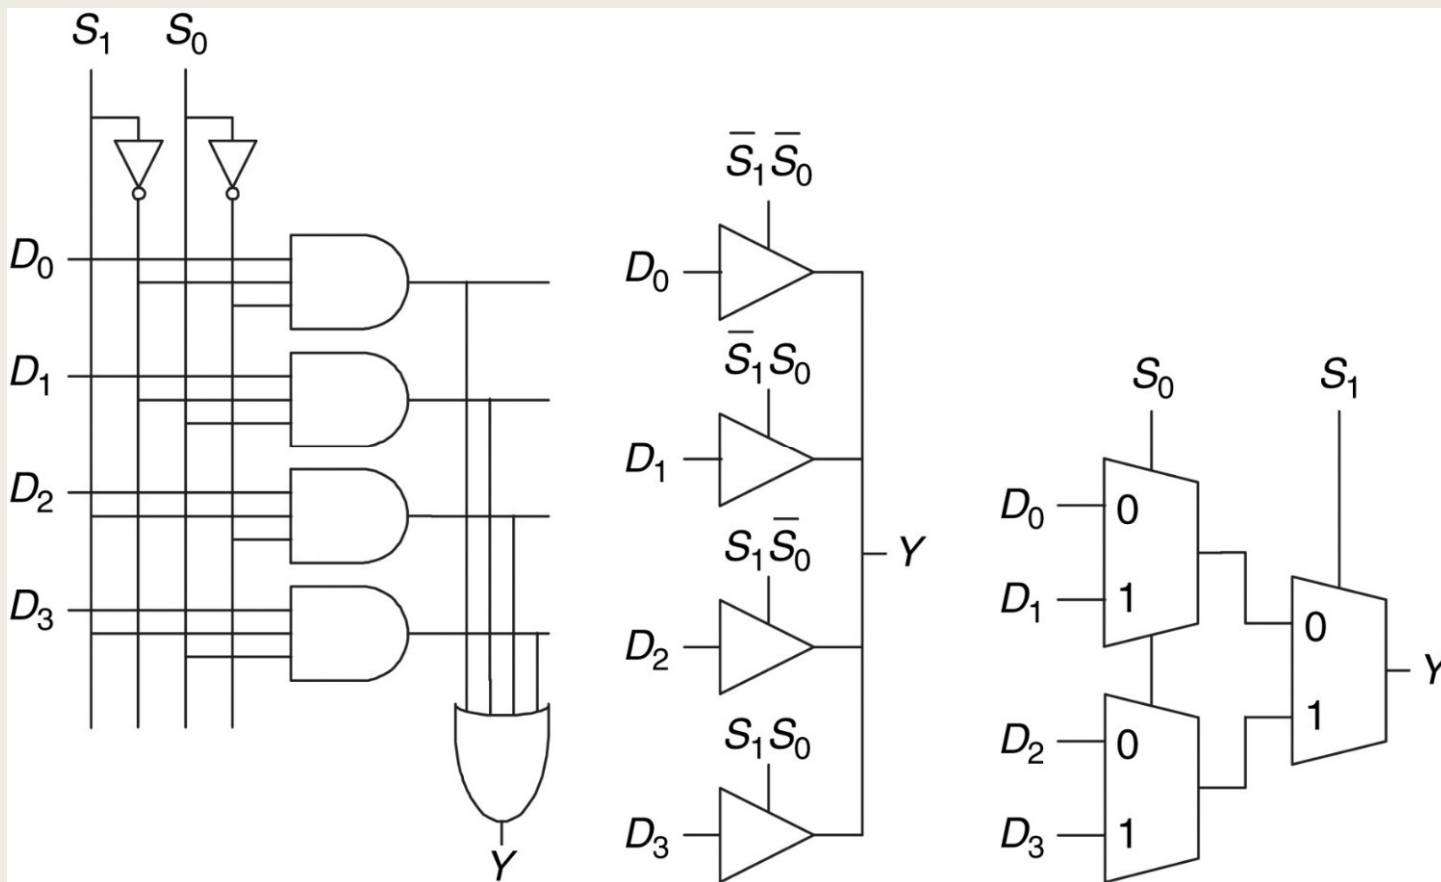 S₁ S₀
D₀
D₁
D₂
D₃
Y
S̅₁S̅₀
D₀
S̅₁S₀
D₁
S₁S̅₀
D₂
S₁S₀
D₃
Y
S₀ S₁
D₀ 0
D₁ 1
D₂ 0
D₃ 1
0
1
Y